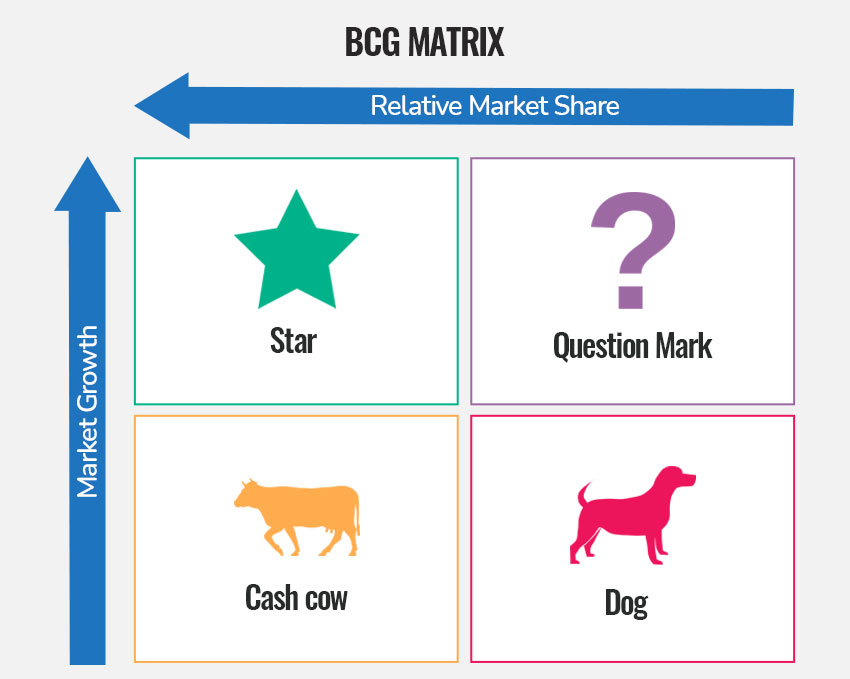 BCG MATRIX
Relative Market Share
Market Growth
Star
?
Question Mark
Cash cow
Dog